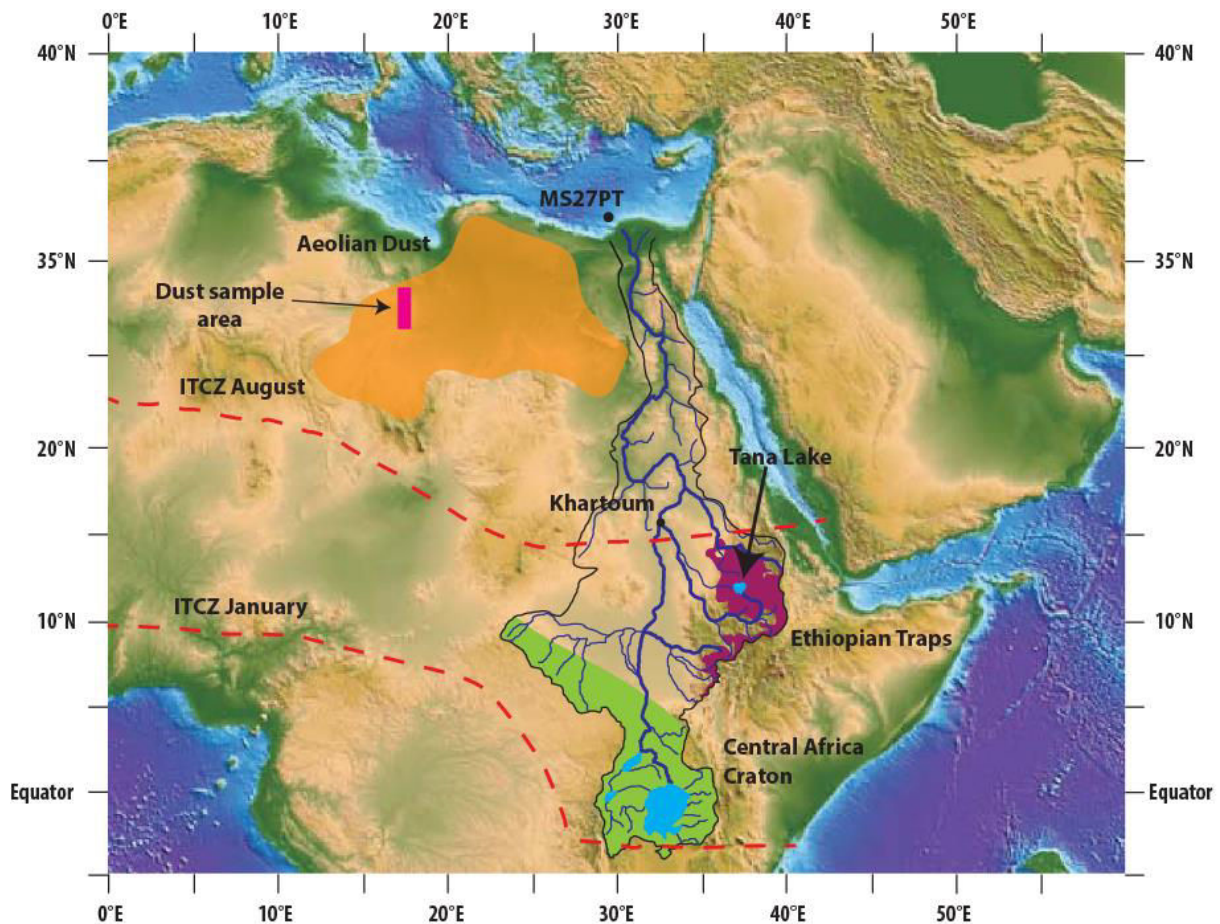 0°E 10°E 20°E 30°E 40°E 50°E
40°N 40°N
MS27PT
Aeolian Dust
35°N 35°N
Dust sample
area
ITCZ August
20°N 20°N
Tana Lake
Khartoum
ITCZ January
10°N 10°N
Ethiopian Traps
Central Africa
Craton
Equator Equator
0°E 10°E 20°E 30°E 40°E 50°E